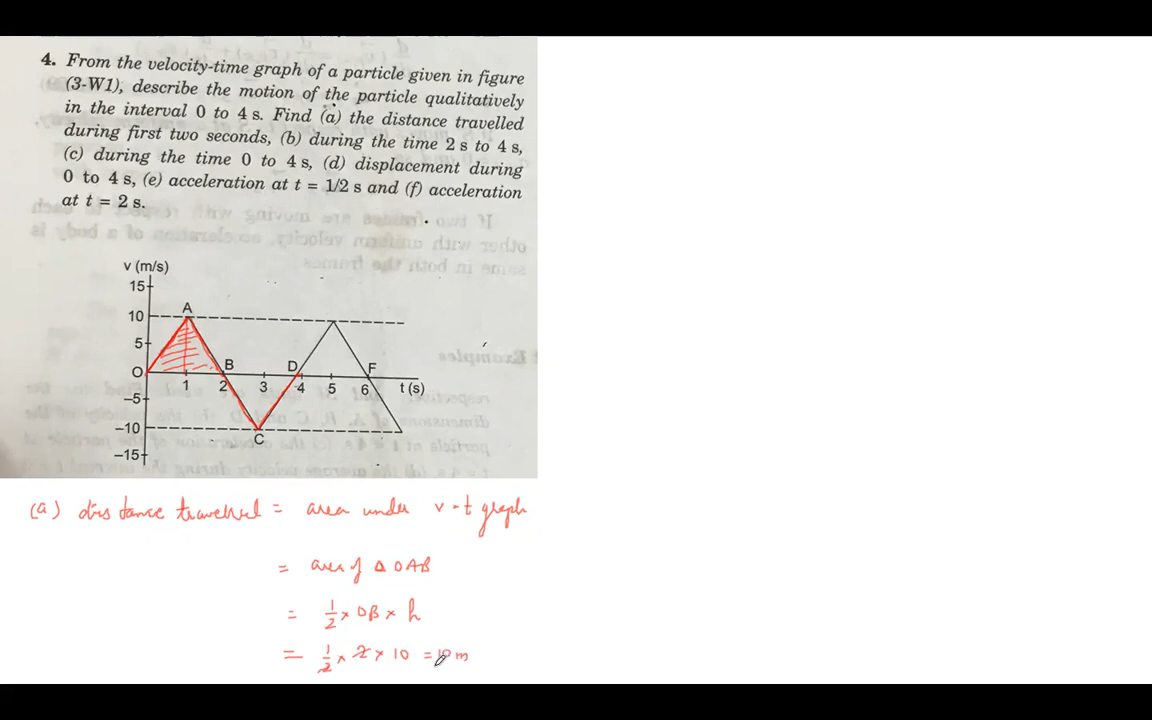 4. From the velocity-time graph of a particle given in figure
(3-W1), describe the motion of the particle qualitatively
in the interval 0 to 4 s. Find (a) the distance travelled
during first two seconds, (b) during the time 2 s to 4 s,
(c) during the time 0 to 4 s, (d) displacement during
0 to 4 s, (e) acceleration at t = 1/2 s and (f) acceleration
at t = 2 s.
v (m/s)
15
10
A
5
O
B
D
F
1 2 3 4 5 6 t (s)
–5
–10
C
–15
(a) distance travelled = area under v-t graph
= area of Δ OAB
= 1/2 × OB × h
= 1/2 × 2 × 10 = 10 m